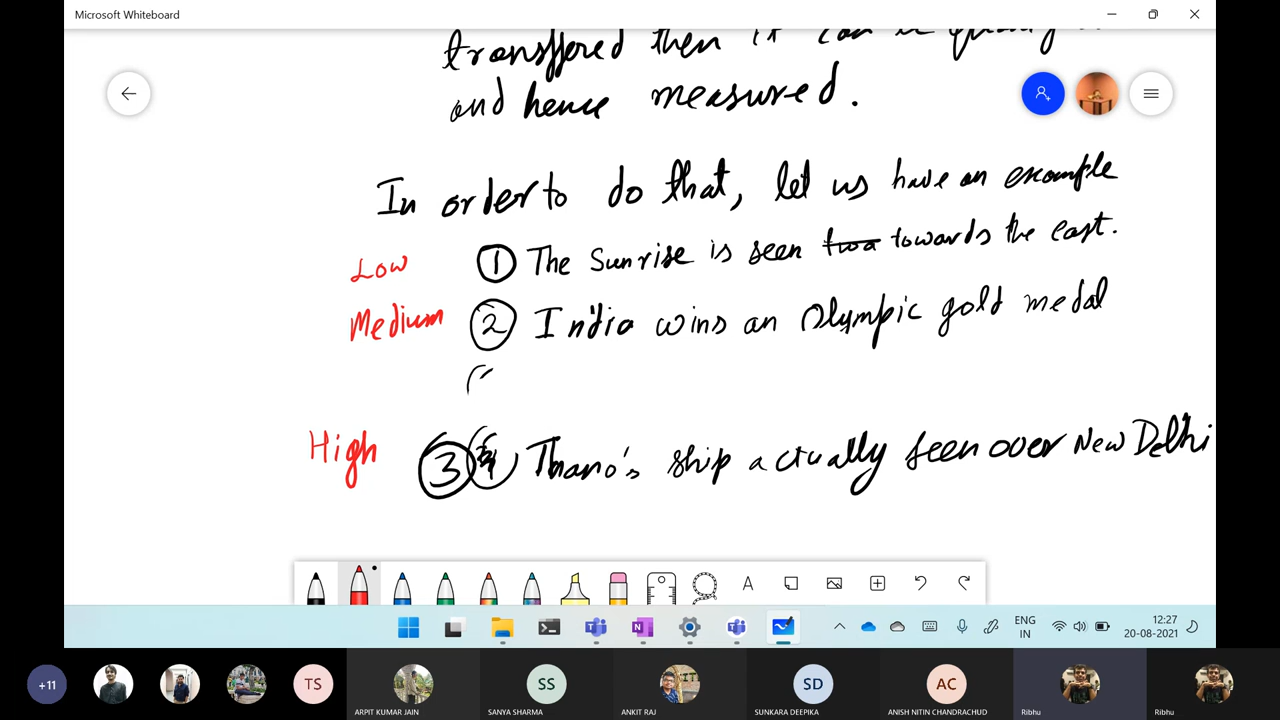 Microsoft Whiteboard
transffered then it can
and hence measured.
In order to do that, let us have an example
Low ① The Sunrise is seen towards the east.
Medium ② India wins an Olympic gold medal
High ③ 4 Thano's ship actually seen over New Delhi
A
ENG
IN
12:27
20-08-2021
+11
TS
ARPIT KUMAR JAIN
SS
SANYA SHARMA
ANKIT RAJ
SD
SUNKARA DEEPIKA
AC
ANISH NITIN CHANDRACHUD
Ribhu
Ribhu